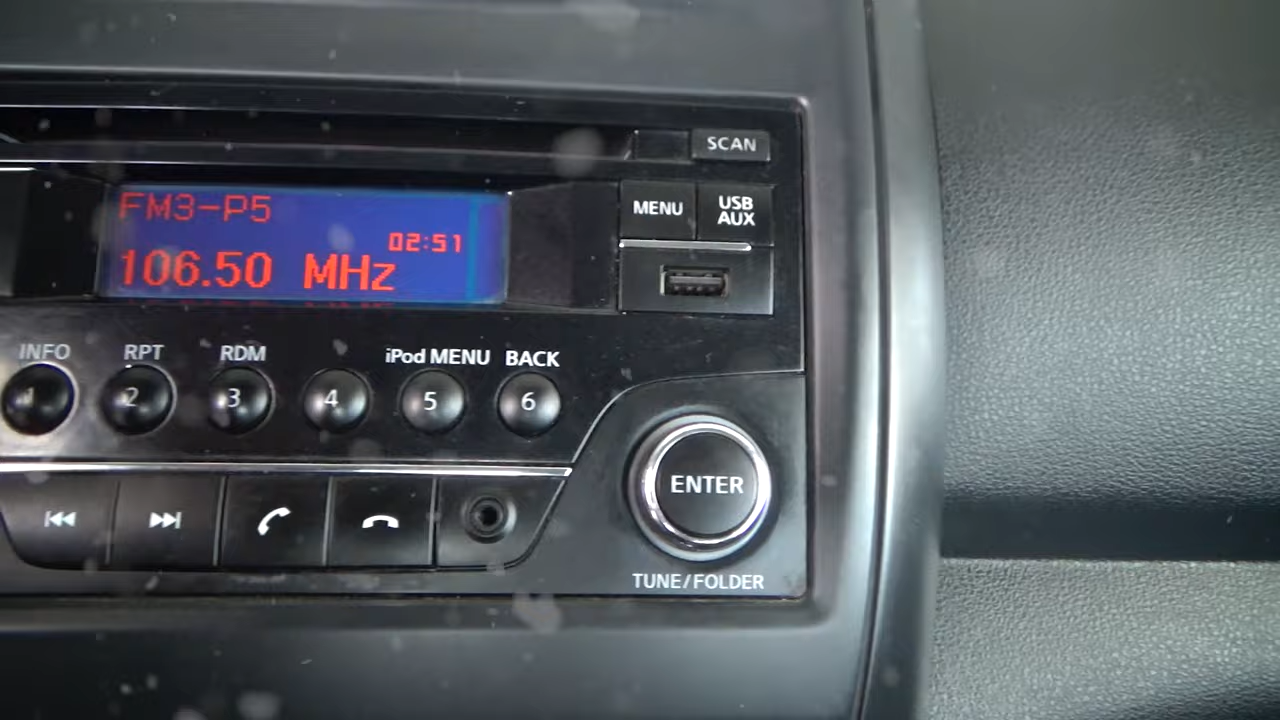 SCAN
FM3-P5
MENU
USB
AUX
02:51
106.50 MHz
INFO
RPT
RDM
iPod MENU
BACK
1
2
3
4
5
6
ENTER
TUNE/FOLDER